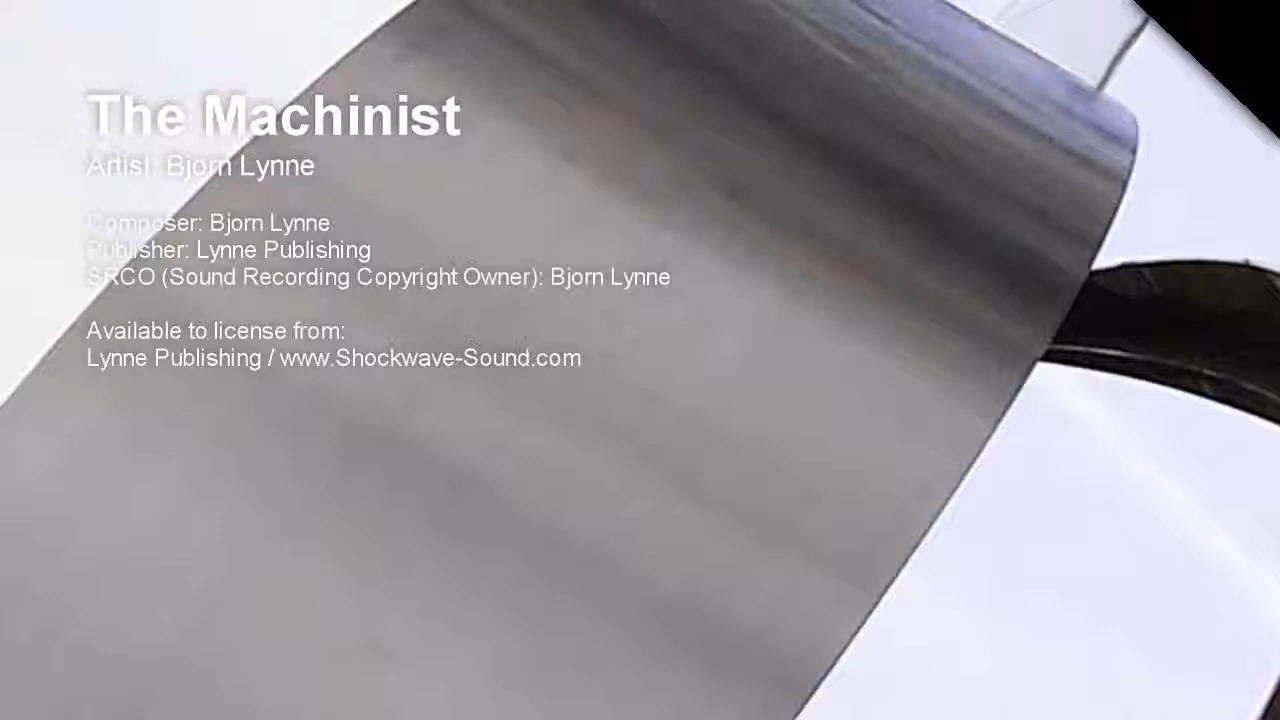 The Machinist
Artist: Bjorn Lynne
Composer: Bjorn Lynne
Publisher: Lynne Publishing
SRCO (Sound Recording Copyright Owner): Bjorn Lynne
Available to license from:
Lynne Publishing / www.Shockwave-Sound.com